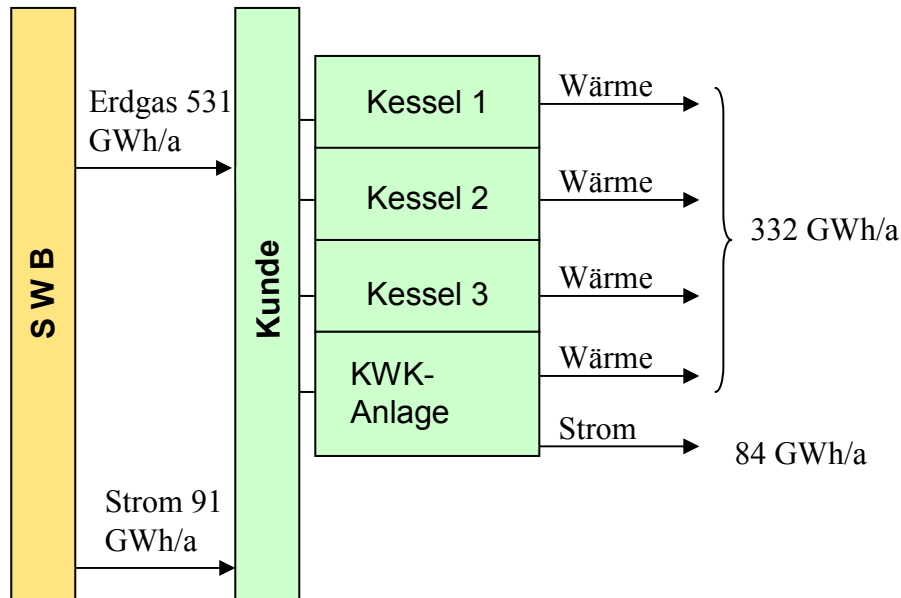 S W B
Erdgas 531
GWh/a
Strom 91
GWh/a
Kunde
Kessel 1
Kessel 2
Kessel 3
KWK-
Anlage
Wärme
Wärme
Wärme
Wärme
Strom
332 GWh/a
84 GWh/a